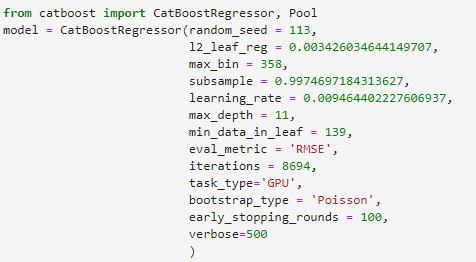 from catboost import CatBoostRegressor, Pool
model = CatBoostRegressor(random_seed = 113,
l2_leaf_reg = 0.003426034644149707,
max_bin = 358,
subsample = 0.9974697184313627,
learning_rate = 0.009464402227606937,
max_depth = 11,
min_data_in_leaf = 139,
eval_metric = 'RMSE',
iterations = 8694,
task_type='GPU',
bootstrap_type = 'Poisson',
early_stopping_rounds = 100,
verbose=500
)